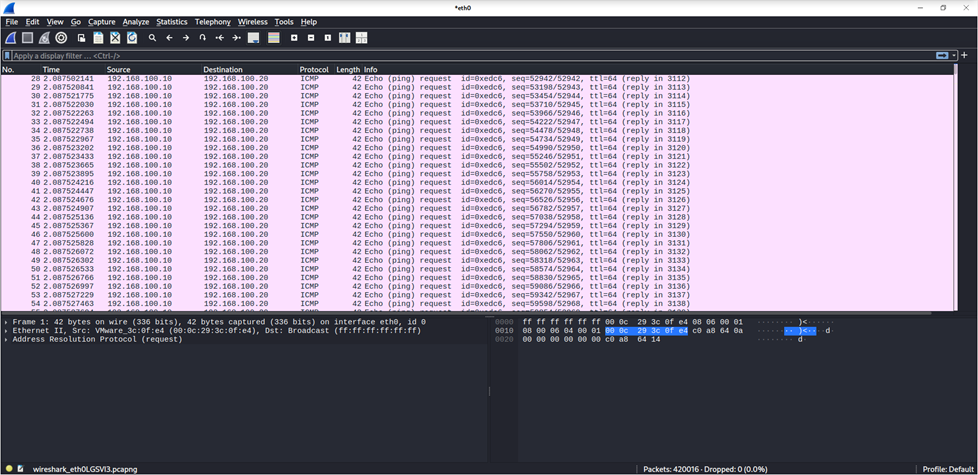 *eth0
File Edit View Go Capture Analyze Statistics Telephony Wireless Tools Help
Apply a display filter ... <Ctrl-/>
No. Time Source Destination Protocol Length Info
28 2.087502141 192.168.100.10 192.168.100.20 ICMP 42 Echo (ping) request id=0xedc6, seq=52942/52942, ttl=64 (reply in 3112)
29 2.087520841 192.168.100.10 192.168.100.20 ICMP 42 Echo (ping) request id=0xedc6, seq=53198/52943, ttl=64 (reply in 3113)
30 2.087521775 192.168.100.10 192.168.100.20 ICMP 42 Echo (ping) request id=0xedc6, seq=53454/52944, ttl=64 (reply in 3114)
31 2.087522030 192.168.100.10 192.168.100.20 ICMP 42 Echo (ping) request id=0xedc6, seq=53710/52945, ttl=64 (reply in 3115)
32 2.087522263 192.168.100.10 192.168.100.20 ICMP 42 Echo (ping) request id=0xedc6, seq=53966/52946, ttl=64 (reply in 3116)
33 2.087522494 192.168.100.10 192.168.100.20 ICMP 42 Echo (ping) request id=0xedc6, seq=54222/52947, ttl=64 (reply in 3117)
34 2.087522738 192.168.100.10 192.168.100.20 ICMP 42 Echo (ping) request id=0xedc6, seq=54478/52948, ttl=64 (reply in 3118)
35 2.087522967 192.168.100.10 192.168.100.20 ICMP 42 Echo (ping) request id=0xedc6, seq=54734/52949, ttl=64 (reply in 3119)
36 2.087523202 192.168.100.10 192.168.100.20 ICMP 42 Echo (ping) request id=0xedc6, seq=54990/52950, ttl=64 (reply in 3120)
37 2.087523433 192.168.100.10 192.168.100.20 ICMP 42 Echo (ping) request id=0xedc6, seq=55246/52951, ttl=64 (reply in 3121)
38 2.087523665 192.168.100.10 192.168.100.20 ICMP 42 Echo (ping) request id=0xedc6, seq=55502/52952, ttl=64 (reply in 3122)
39 2.087523895 192.168.100.10 192.168.100.20 ICMP 42 Echo (ping) request id=0xedc6, seq=55758/52953, ttl=64 (reply in 3123)
40 2.087524216 192.168.100.10 192.168.100.20 ICMP 42 Echo (ping) request id=0xedc6, seq=56014/52954, ttl=64 (reply in 3124)
41 2.087524447 192.168.100.10 192.168.100.20 ICMP 42 Echo (ping) request id=0xedc6, seq=56270/52955, ttl=64 (reply in 3125)
42 2.087524676 192.168.100.10 192.168.100.20 ICMP 42 Echo (ping) request id=0xedc6, seq=56526/52956, ttl=64 (reply in 3126)
43 2.087524907 192.168.100.10 192.168.100.20 ICMP 42 Echo (ping) request id=0xedc6, seq=56782/52957, ttl=64 (reply in 3127)
44 2.087525136 192.168.100.10 192.168.100.20 ICMP 42 Echo (ping) request id=0xedc6, seq=57038/52958, ttl=64 (reply in 3128)
45 2.087525367 192.168.100.10 192.168.100.20 ICMP 42 Echo (ping) request id=0xedc6, seq=57294/52959, ttl=64 (reply in 3129)
46 2.087525600 192.168.100.10 192.168.100.20 ICMP 42 Echo (ping) request id=0xedc6, seq=57550/52960, ttl=64 (reply in 3130)
47 2.087525828 192.168.100.10 192.168.100.20 ICMP 42 Echo (ping) request id=0xedc6, seq=57806/52961, ttl=64 (reply in 3131)
48 2.087526072 192.168.100.10 192.168.100.20 ICMP 42 Echo (ping) request id=0xedc6, seq=58062/52962, ttl=64 (reply in 3132)
49 2.087526302 192.168.100.10 192.168.100.20 ICMP 42 Echo (ping) request id=0xedc6, seq=58318/52963, ttl=64 (reply in 3133)
50 2.087526533 192.168.100.10 192.168.100.20 ICMP 42 Echo (ping) request id=0xedc6, seq=58574/52964, ttl=64 (reply in 3134)
51 2.087526766 192.168.100.10 192.168.100.20 ICMP 42 Echo (ping) request id=0xedc6, seq=58830/52965, ttl=64 (reply in 3135)
52 2.087526997 192.168.100.10 192.168.100.20 ICMP 42 Echo (ping) request id=0xedc6, seq=59086/52966, ttl=64 (reply in 3136)
53 2.087527229 192.168.100.10 192.168.100.20 ICMP 42 Echo (ping) request id=0xedc6, seq=59342/52967, ttl=64 (reply in 3137)
54 2.087527463 192.168.100.10 192.168.100.20 ICMP 42 Echo (ping) request id=0xedc6, seq=59598/52968, ttl=64 (reply in 3138)
Frame 1: 42 bytes on wire (336 bits), 42 bytes captured (336 bits) on interface eth0, id 0
Ethernet II, Src: VMware_3c:0f:e4 (00:0c:29:3c:0f:e4), Dst: Broadcast (ff:ff:ff:ff:ff:ff)
Address Resolution Protocol (request)
0000 ff ff ff ff ff ff 00 0c 29 3c 0f e4 08 06 00 01 ········ )<······
0010 08 00 06 04 00 01 00 0c 29 3c 0f e4 c0 a8 64 0a ········ )<····d·
0020 00 00 00 00 00 00 c0 a8 64 14 ········ d·
wireshark_eth0LGSVI3.pcapng
Packets: 420016 · Dropped: 0 (0.0%)
Profile: Default